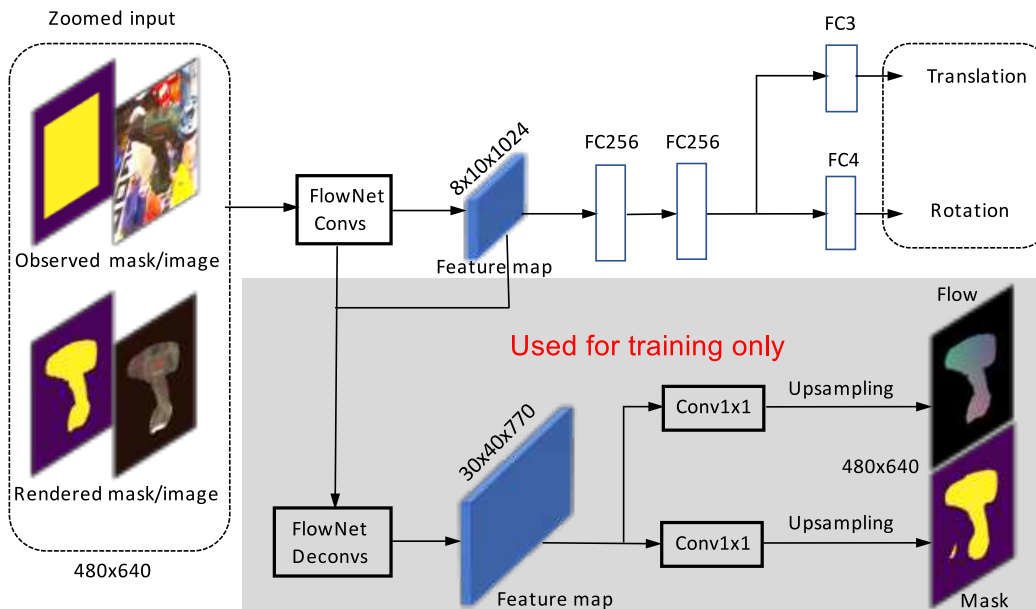 Zoomed input
Observed mask/image
Rendered mask/image
480x640
FlowNet
Convs
8x10x1024
Feature map
FC256
FC256
FC3
FC4
Translation
Rotation
Used for training only
FlowNet
Deconvs
30x40x770
Feature map
Conv1x1
Upsampling
Flow
480x640
Conv1x1
Upsampling
Mask